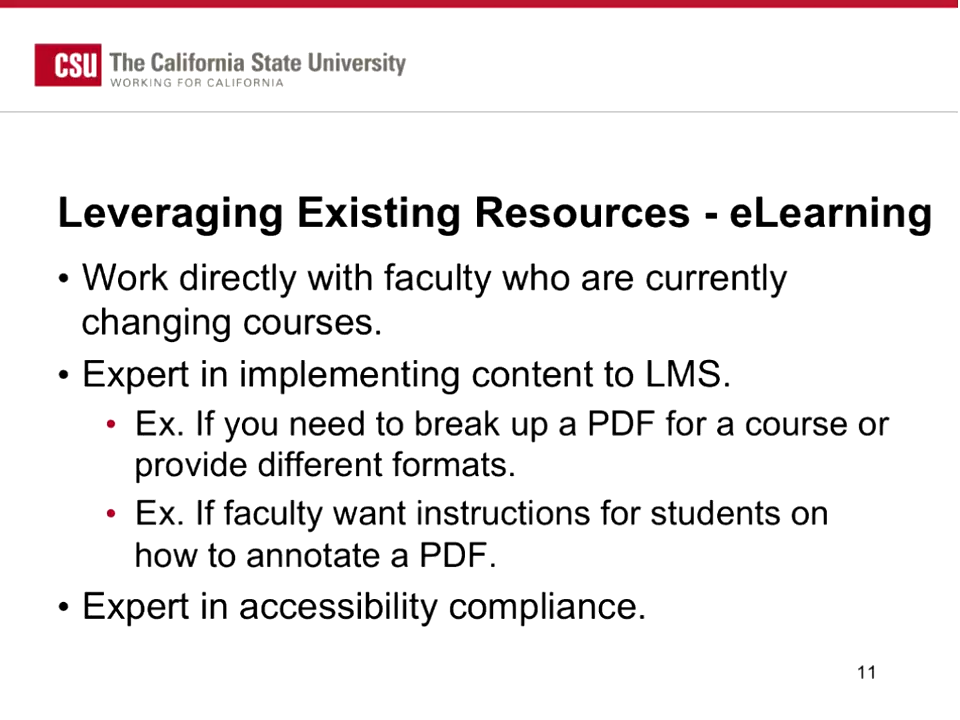 CSU The California State University
WORKING FOR CALIFORNIA
Leveraging Existing Resources - eLearning
• Work directly with faculty who are currently
changing courses.
• Expert in implementing content to LMS.
• Ex. If you need to break up a PDF for a course or
provide different formats.
• Ex. If faculty want instructions for students on
how to annotate a PDF.
• Expert in accessibility compliance.
11